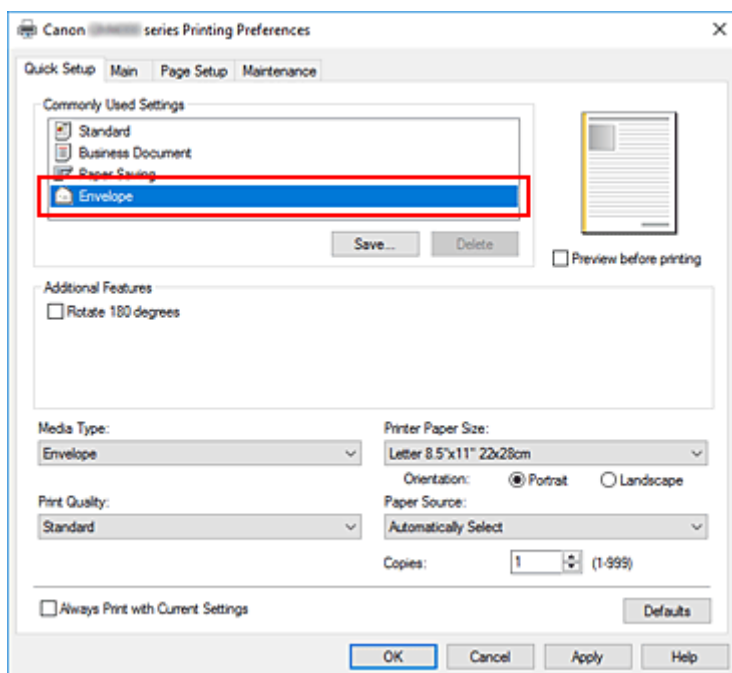 Canon series Printing Preferences
Quick Setup Main Page Setup Maintenance
Commonly Used Settings
Standard
Business Document
Paper Saving
Envelope
Save... Delete
Preview before printing
Additional Features
Rotate 180 degrees
Media Type: Printer Paper Size:
Envelope Letter 8.5"x11" 22x28cm
Orientation: Portrait Landscape
Print Quality: Paper Source:
Standard Automatically Select
Copies: 1 (1-999)
Always Print with Current Settings Defaults
OK Cancel Apply Help